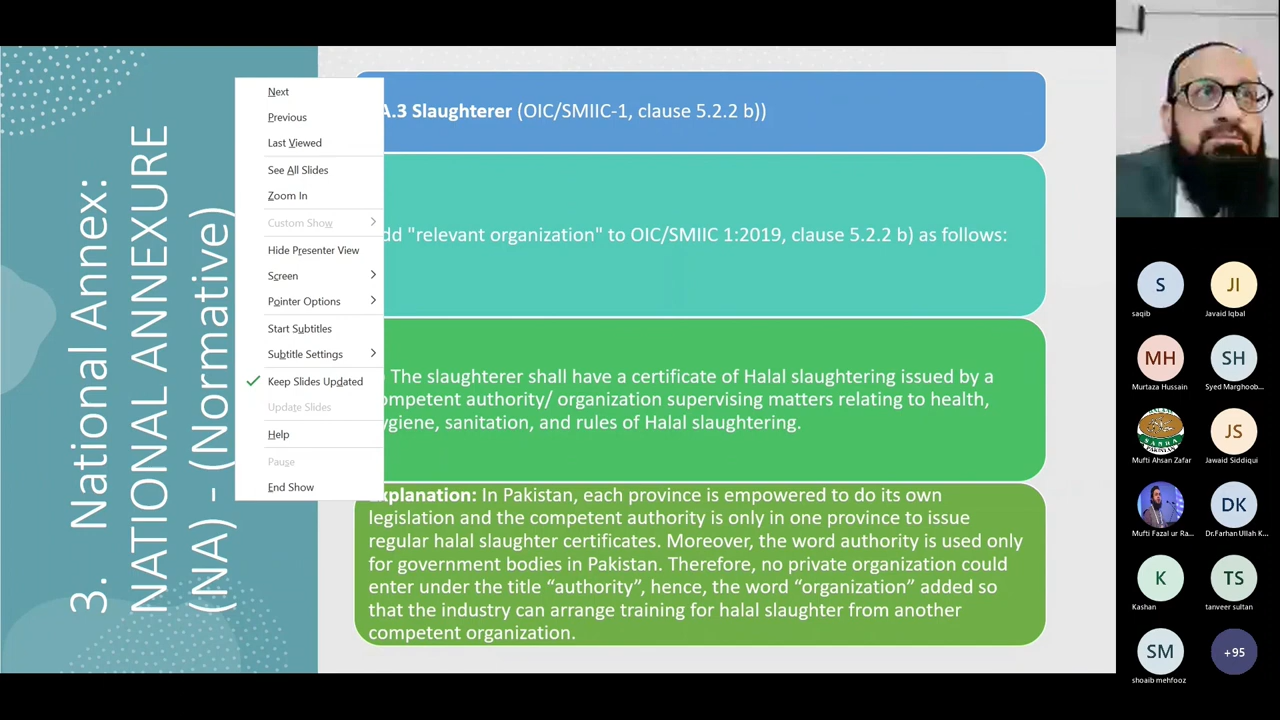 3. National Annex:
NATIONAL ANNEXURE
(NA) - (Normative)
Next
Previous
Last Viewed
See All Slides
Zoom In
Custom Show
Hide Presenter View
Screen
Pointer Options
Start Subtitles
Subtitle Settings
Keep Slides Updated
Update Slides
Help
Pause
End Show
A.3 Slaughterer (OIC/SMIIC-1, clause 5.2.2 b))
dd "relevant organization" to OIC/SMIIC 1:2019, clause 5.2.2 b) as follows:
The slaughterer shall have a certificate of Halal slaughtering issued by a
ompetent authority/ organization supervising matters relating to health,
ygiene, sanitation, and rules of Halal slaughtering.
xplanation: In Pakistan, each province is empowered to do its own
legislation and the competent authority is only in one province to issue
regular halal slaughter certificates. Moreover, the word authority is used only
for government bodies in Pakistan. Therefore, no private organization could
enter under the title “authority”, hence, the word “organization” added so
that the industry can arrange training for halal slaughter from another
competent organization.
S
saqib
JI
Javaid Iqbal
MH
Murtaza Hussain
SH
Syed Marghoob...
Mufti Ahsan Zafar
JS
Jawaid Siddiqui
Mufti Fazal ur Ra...
DK
Dr.Farhan Ullah K...
K
Kashan
TS
tanveer sultan
SM
shoaib mehfooz
+95